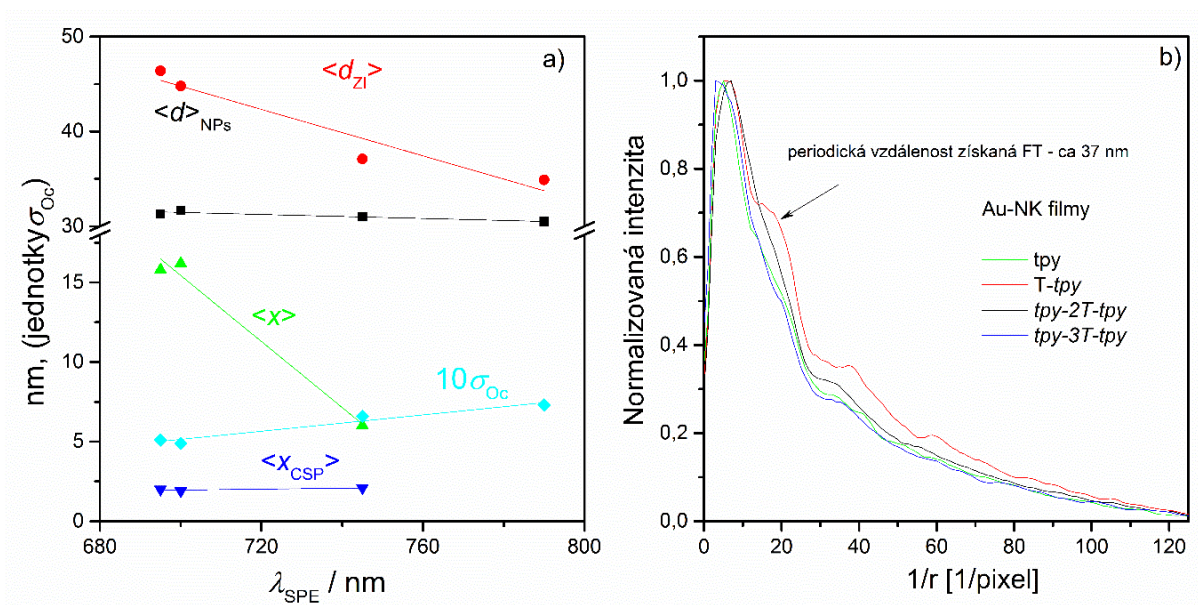 50
40
30
15
10
5
0
nm, (jednotky σOc)
a)
<dZI>
<d>NPs
<x>
10σOc
<xCSP>
680
720
760
800
λSPE / nm
b)
1,0
0,8
0,6
0,4
0,2
0,0
Normalizovaná intenzita
periodická vzdálenost získaná FT - ca 37 nm
Au-NK filmy
tpy
T-tpy
tpy-2T-tpy
tpy-3T-tpy
0
20
40
60
80
100
120
1/r [1/pixel]